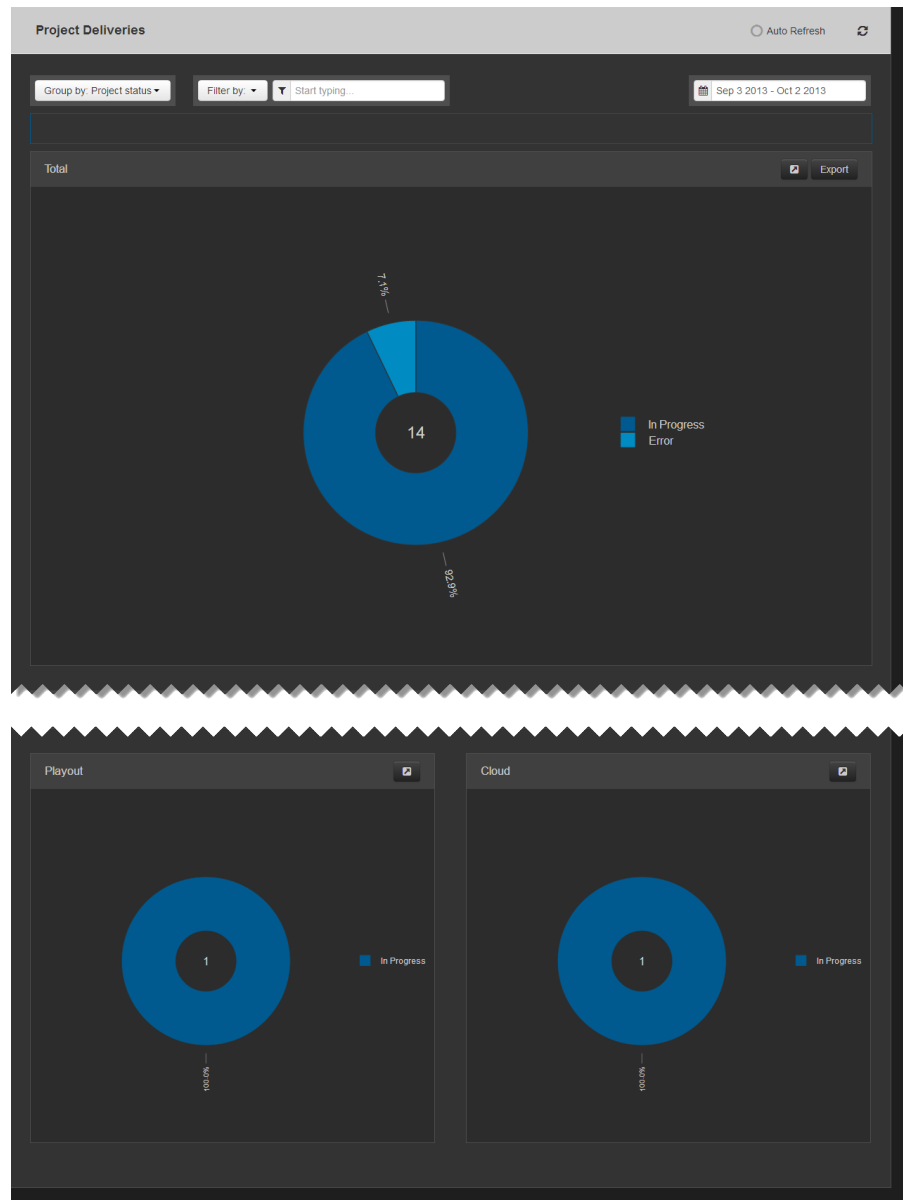 Project Deliveries
Auto Refresh
Group by: Project status
Filter by:
Start typing...
Sep 3 2013 - Oct 2 2013
Total
Export
7.1%
14
In Progress
Error
92.9%
Playout
Cloud
1
In Progress
1
In Progress
100.0%
100.0%